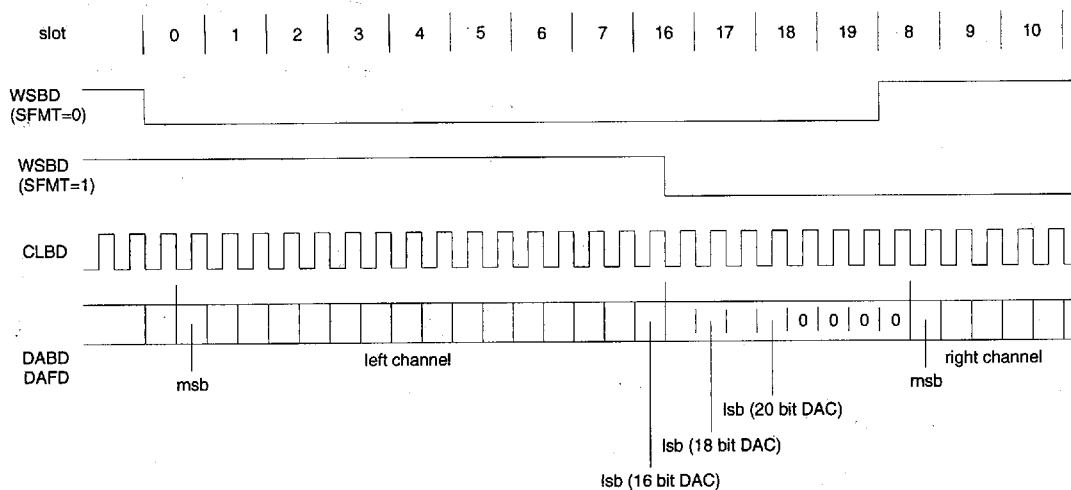 slot 0 1 2 3 4 5 6 7 16 17 18 19 8 9 10
WSBD
(SFMT=0)
WSBD
(SFMT=1)
CLBD
0 0 0 0
DABD
DAFD
msb
left channel
msb
right channel
lsb (20 bit DAC)
lsb (18 bit DAC)
lsb (16 bit DAC)